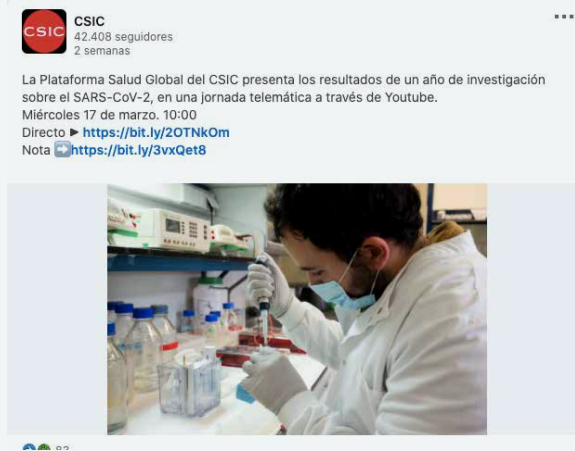 CSIC
CSIC
42.408 seguidores
2 semanas
La Plataforma Salud Global del CSIC presenta los resultados de un año de investigación
sobre el SARS-CoV-2, en una jornada telemática a través de Youtube.
Miércoles 17 de marzo. 10:00
Directo ► https://bit.ly/2OTNkOm
Nota ➡https://bit.ly/3vxQet8